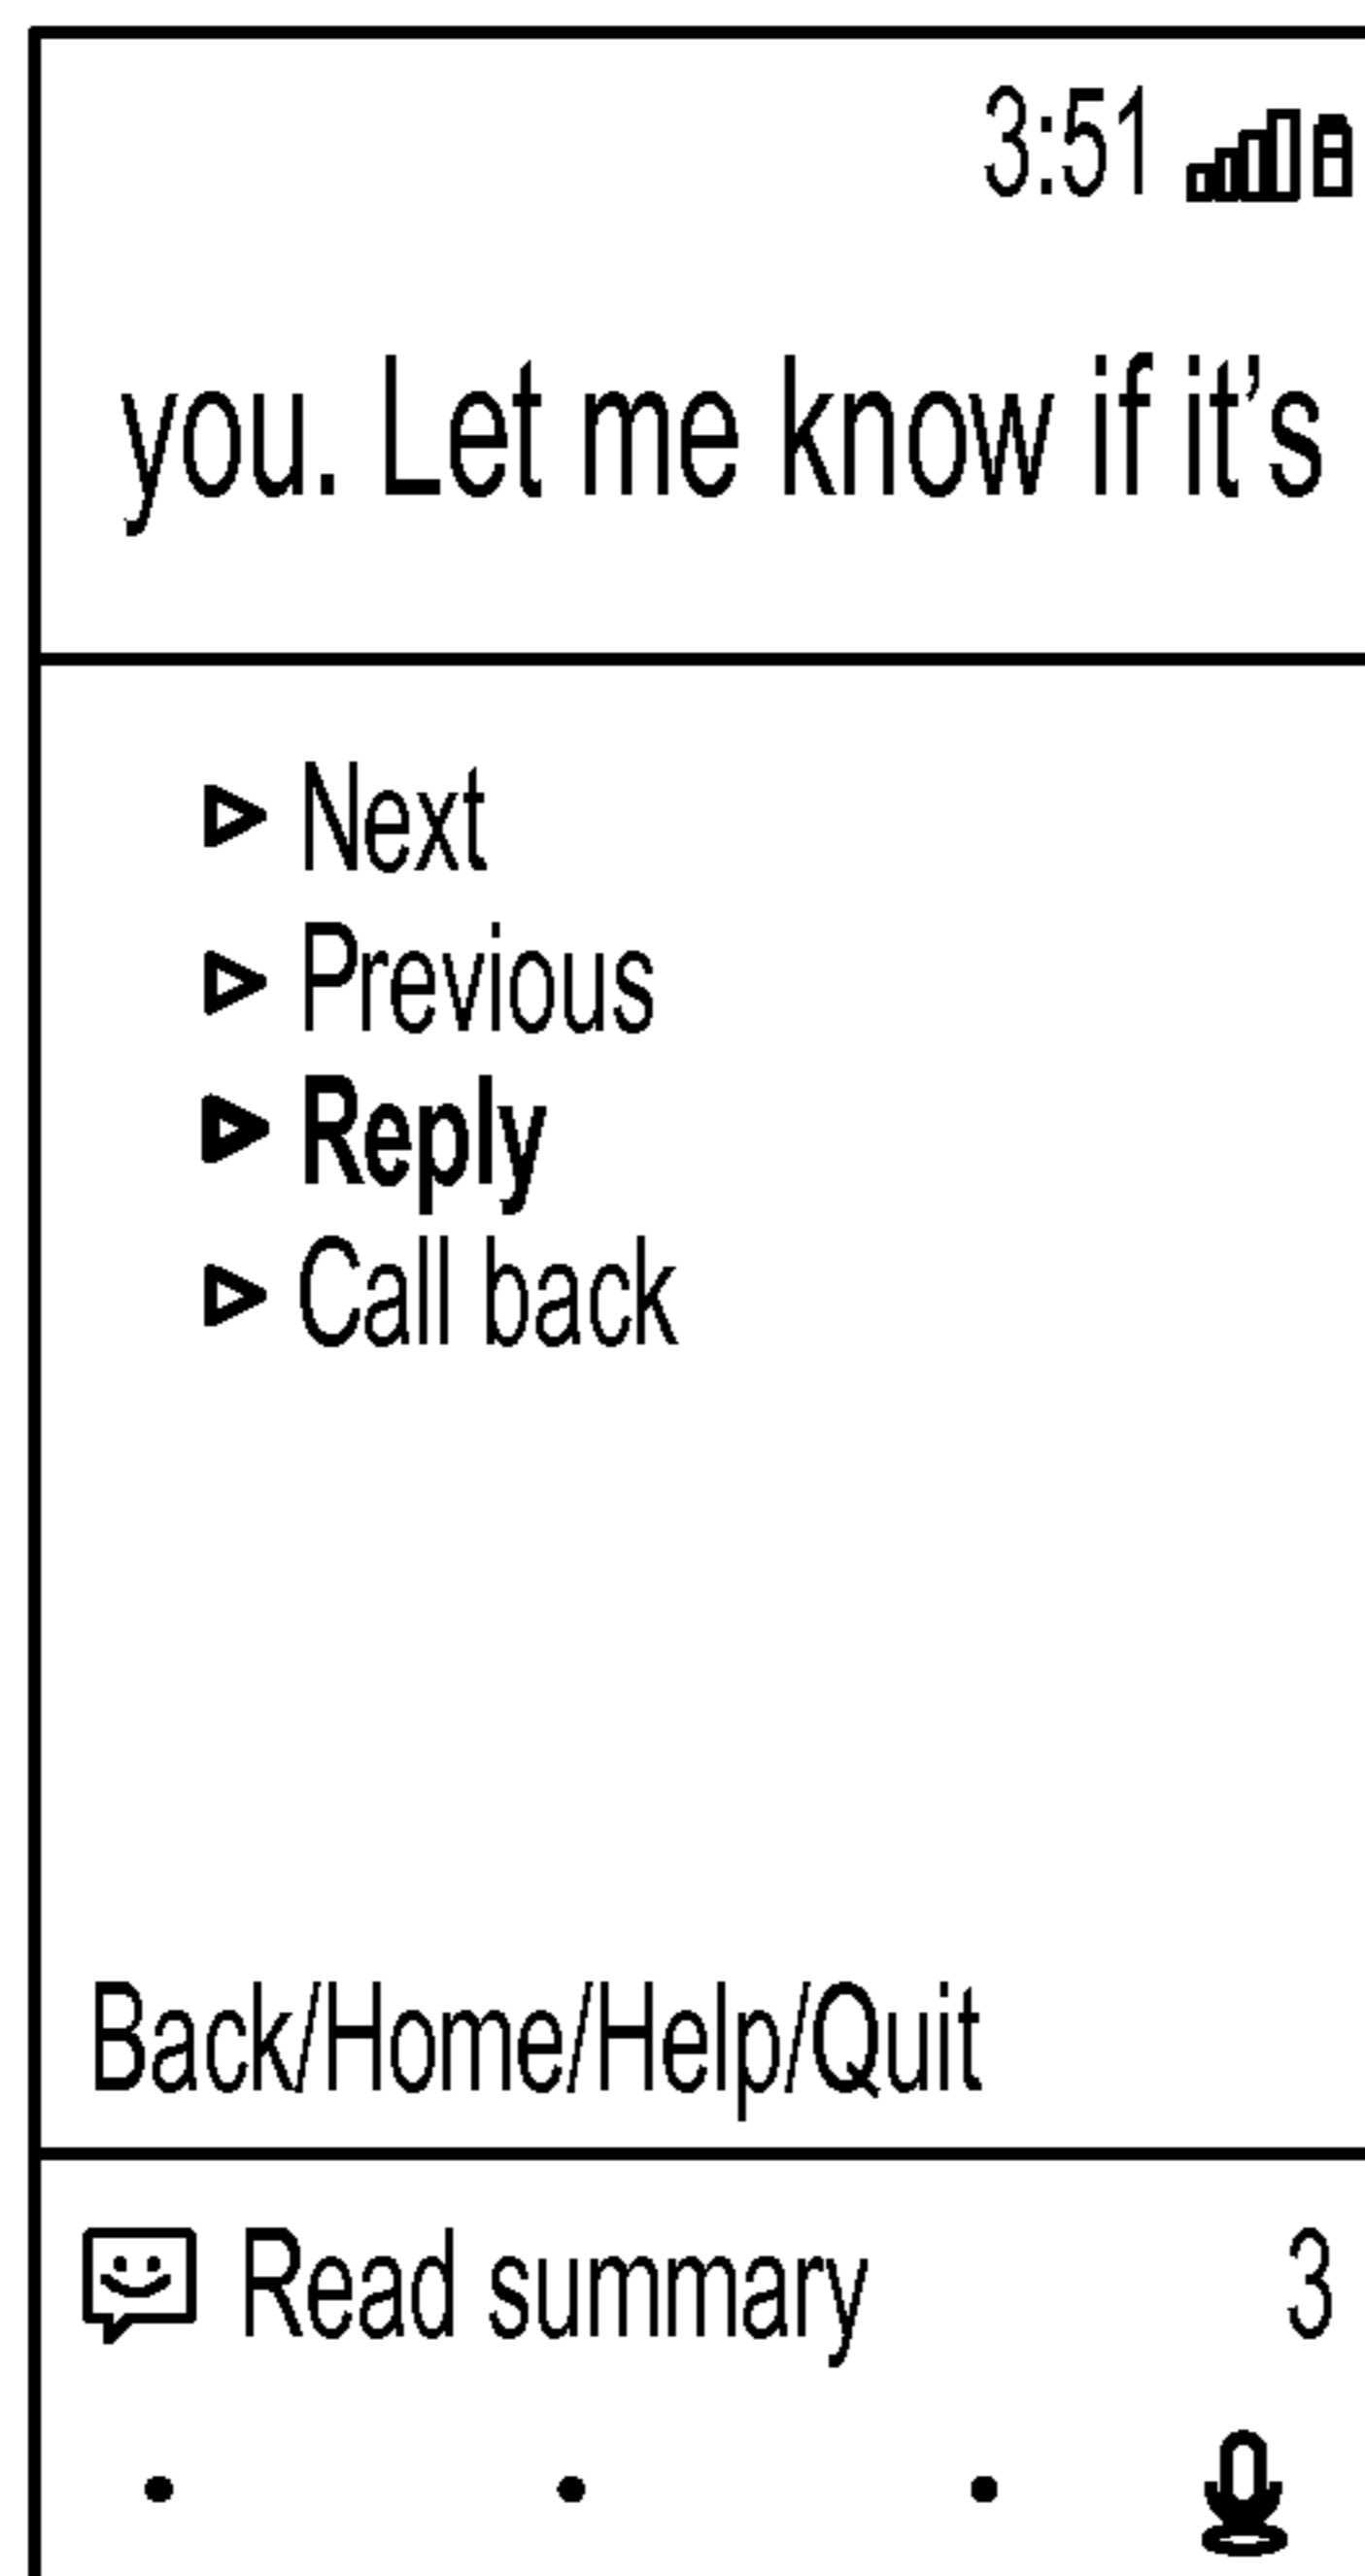 3:51
you. Let me know if it’s
Next
Previous
Reply
Call back
Back/Home/Help/Quit
Read summary 3